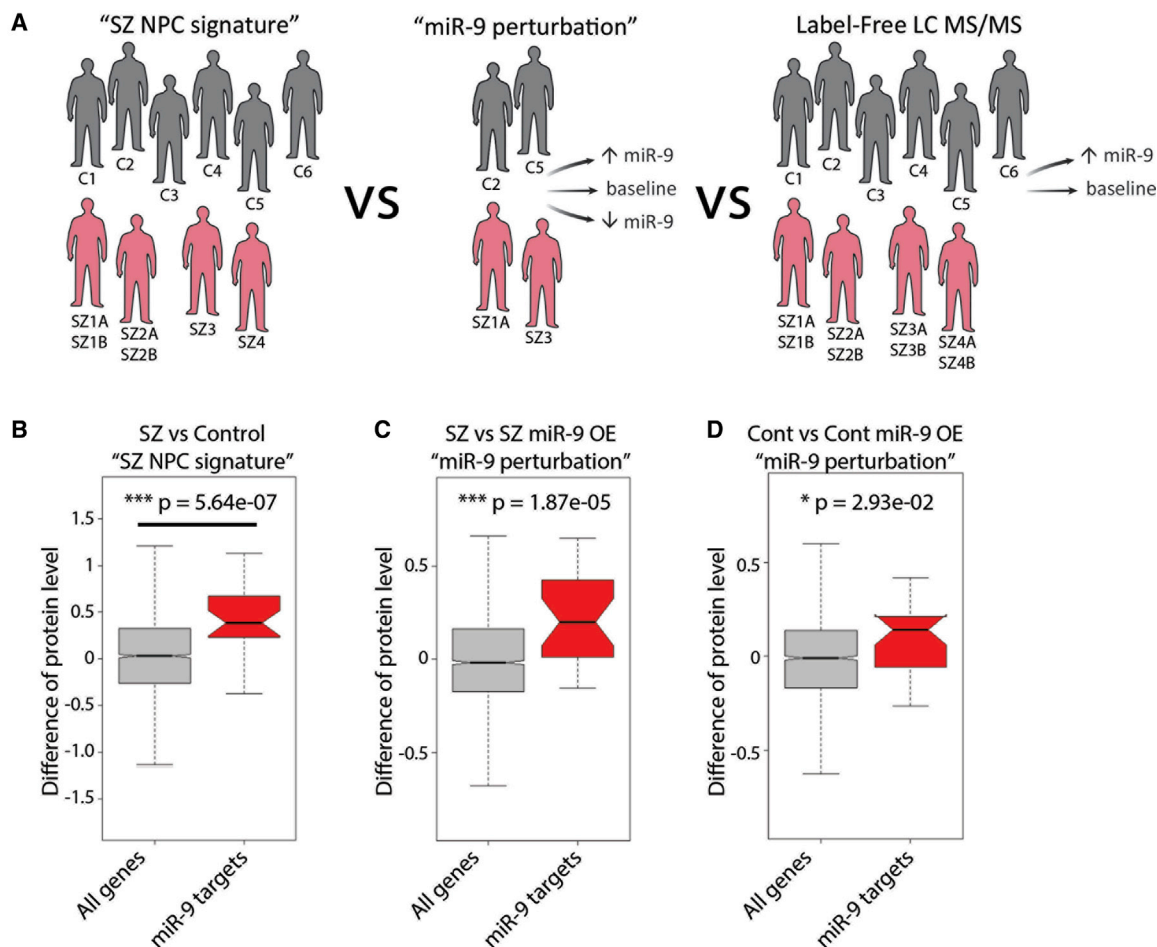 A
"SZ NPC signature"
C1
C2
C3
C4
C5
C6
SZ1A
SZ1B
SZ2A
SZ2B
SZ3
SZ4
VS
"miR-9 perturbation"
C2
C5
↑ miR-9
baseline
↓ miR-9
SZ1A
SZ3
VS
Label-Free LC MS/MS
C1
C2
C3
C4
C5
C6
↑ miR-9
baseline
SZ1A
SZ1B
SZ2A
SZ2B
SZ3A
SZ3B
SZ4A
SZ4B
B
SZ vs Control
"SZ NPC signature"
*** p = 5.64e-07
Difference of protein level
1.5
1
0.5
0
-0.5
-1.0
-1.5
All genes
miR-9 targets
C
SZ vs SZ miR-9 OE
"miR-9 perturbation"
*** p = 1.87e-05
Difference of protein level
0.5
0
-0.5
All genes
miR-9 targets
D
Cont vs Cont miR-9 OE
"miR-9 perturbation"
* p = 2.93e-02
Difference of protein level
0.5
0
-0.5
All genes
miR-9 targets